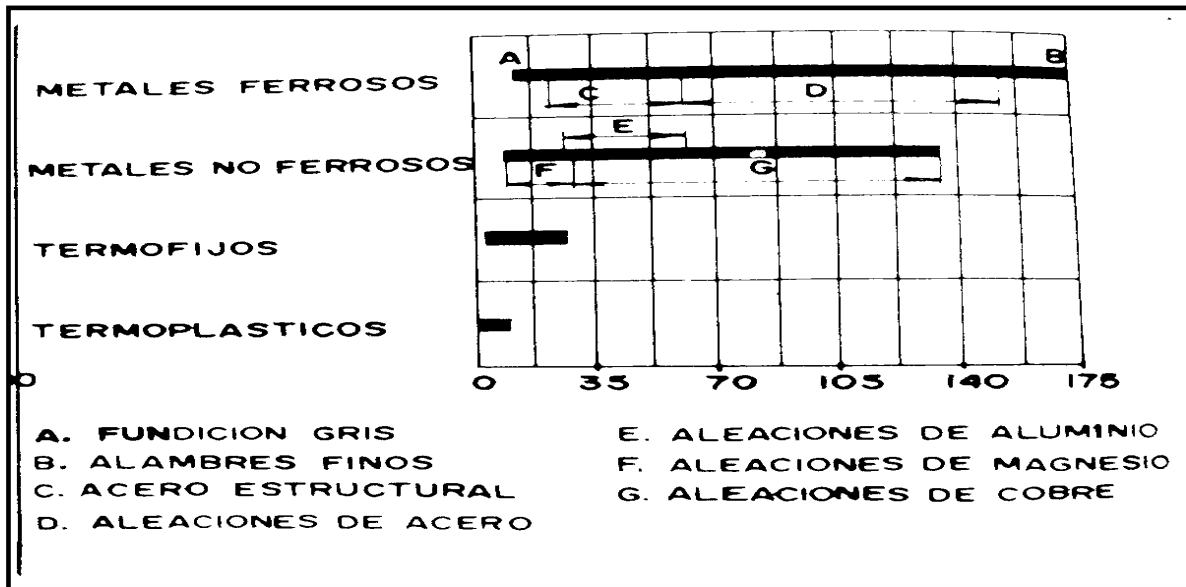 A B
METALES FERROSOS
C D
E
METALES NO FERROSOS
F G
TERMOFIJOS
TERMOPLASTICOS
0 35 70 105 140 175
A. FUNDICION GRIS
B. ALAMBRES FINOS
C. ACERO ESTRUCTURAL
D. ALEACIONES DE ACERO
E. ALEACIONES DE ALUMINIO
F. ALEACIONES DE MAGNESIO
G. ALEACIONES DE COBRE